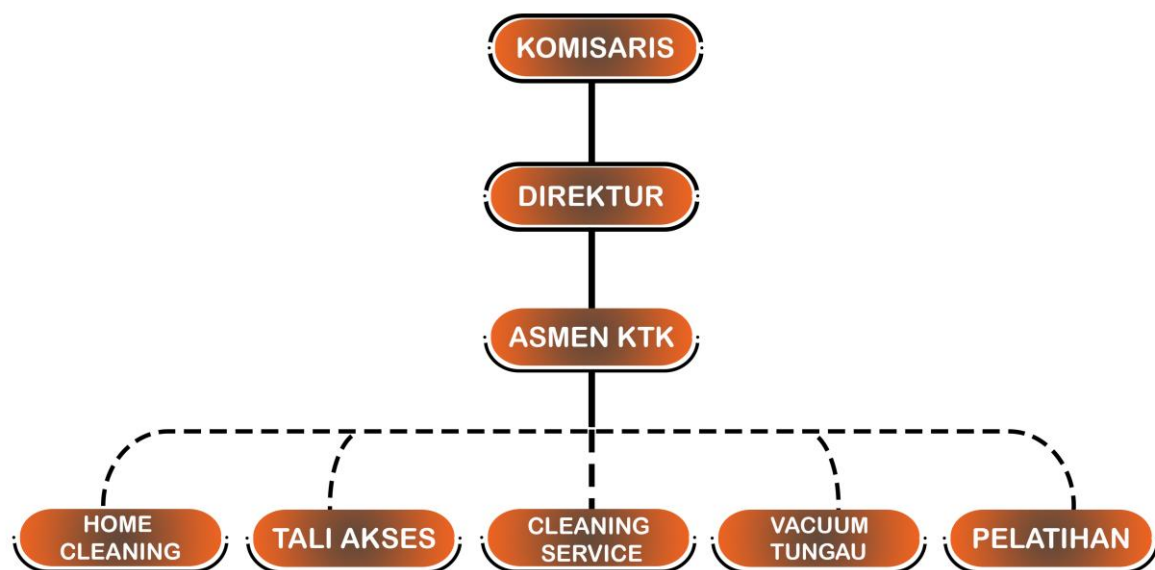 KOMISARIS
DIREKTUR
ASMEN KTK
HOME
CLEANING
TALI AKSES
CLEANING
SERVICE
VACUUM
TUNGAU
PELATIHAN